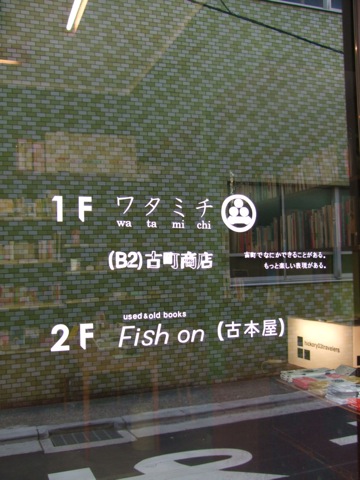 1F ワタミチ
wa ta mi chi
(B2)古町商店
古町でなにかできることがある。
もっと楽しい表現がある。
used&old books
2F Fish on (古本屋)
hickory03travelers